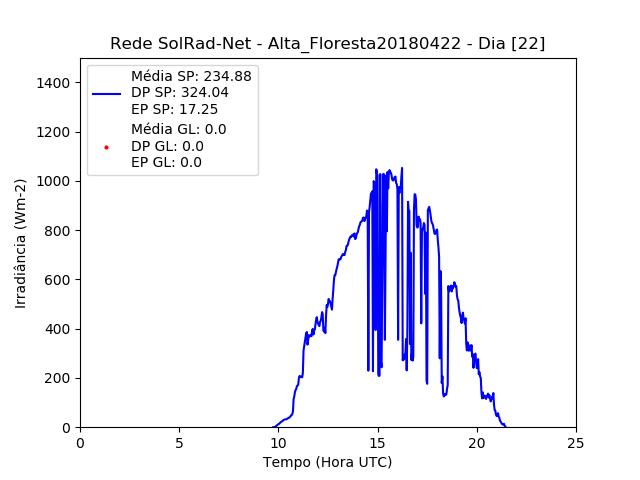 Rede SolRad-Net - Alta_Floresta20180422 - Dia [22]
Média SP: 234.88
DP SP: 324.04
EP SP: 17.25
Média GL: 0.0
DP GL: 0.0
EP GL: 0.0
1400
1200
1000
800
600
400
200
0
Irradiância (Wm-2)
0 5 10 15 20 25
Tempo (Hora UTC)